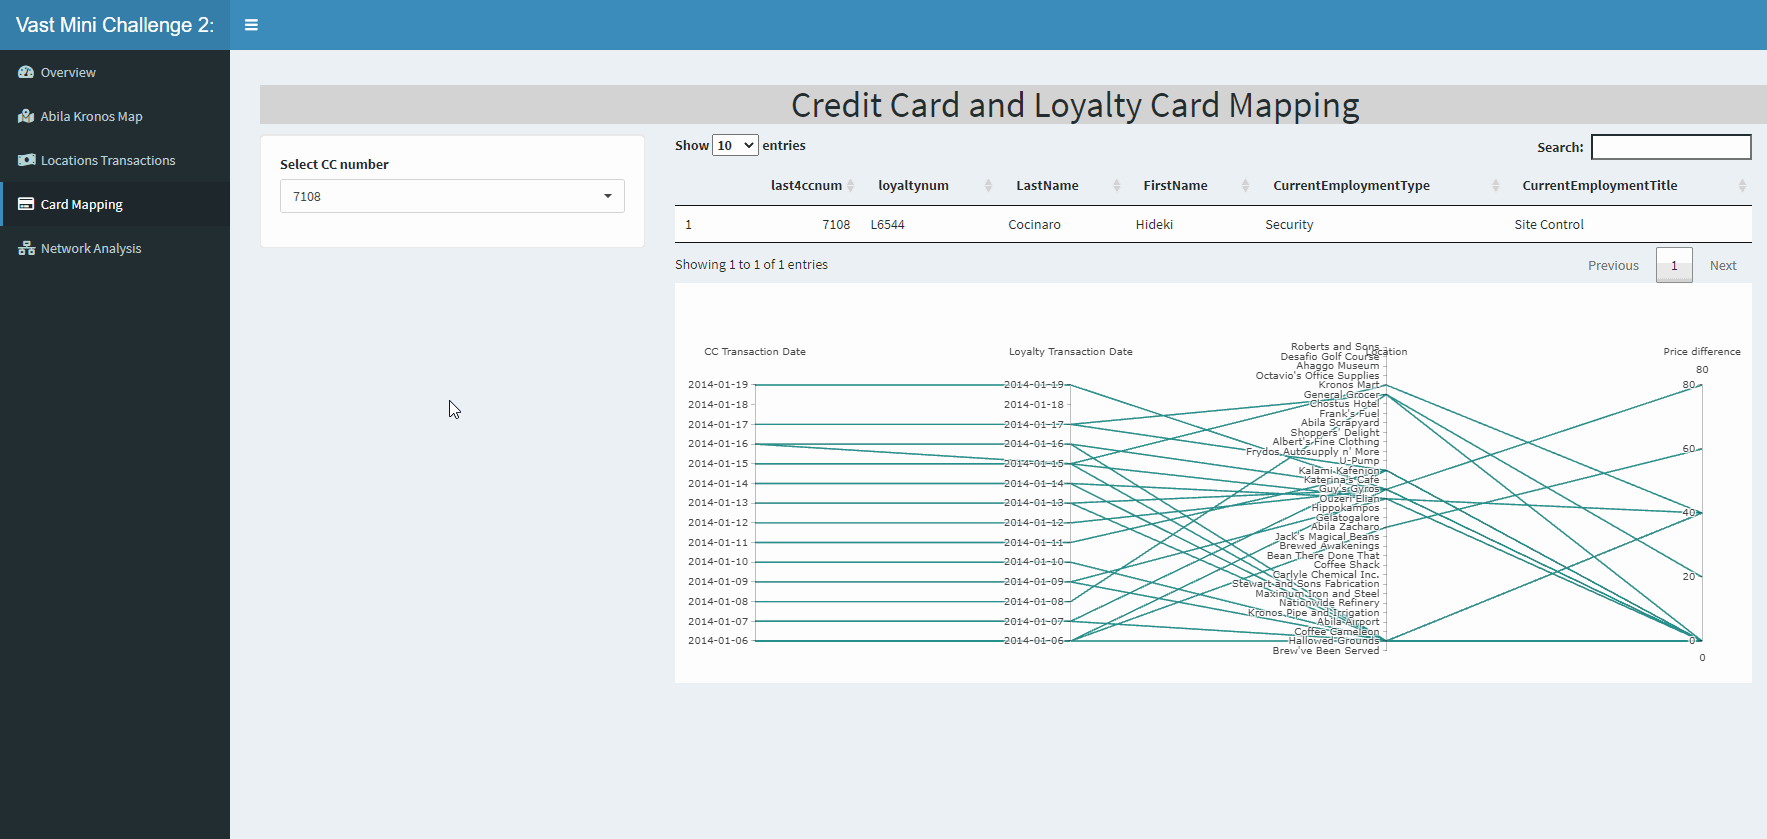 Vast Mini Challenge 2:
Overview
Abila Kronos Map
Locations Transactions
Card Mapping
Network Analysis
Credit Card and Loyalty Card Mapping
Select CC number
7108
Show 10 entries
Search:
last4ccnum loyaltynum LastName FirstName CurrentEmploymentType CurrentEmploymentTitle
1 7108 L6544 Cocinaro Hideki Security Site Control
Showing 1 to 1 of 1 entries
Previous 1 Next
CC Transaction Date
2014-01-19
2014-01-18
2014-01-17
2014-01-16
2014-01-15
2014-01-14
2014-01-13
2014-01-12
2014-01-11
2014-01-10
2014-01-09
2014-01-08
2014-01-07
2014-01-06
Loyalty Transaction Date
2014-01-19
2014-01-18
2014-01-17
2014-01-16
2014-01-15
2014-01-14
2014-01-13
2014-01-12
2014-01-11
2014-01-10
2014-01-09
2014-01-08
2014-01-07
2014-01-06
Location
Roberts and Sons
Desafio Golf Course
Ahaggo Museum
Octavio's Office Supplies
Kronos Mart
General Grocer
Chostus Hotel
Frank's Fuel
Abila Scrapyard
Shoppers' Delight
Albert's Fine Clothing
Frydos Autosupply n' More
U-Pump
Kalami Kafenion
Katerina's Café
Guy's Gyros
Ouzeri Elian
Hippokampos
Gelatogalore
Abila Zacharo
Jack's Magical Beans
Brewed Awakenings
Bean There Done That
Coffee Shack
Carlyle Chemical Inc.
Stewart and Sons Fabrication
Maximum Iron and Steel
Nationwide Refinery
Kronos Pipe and Irrigation
Abila Airport
Coffee Cameleon
Hallowed Grounds
Brew've Been Served
Price difference
80
80
60
40
20
0
0